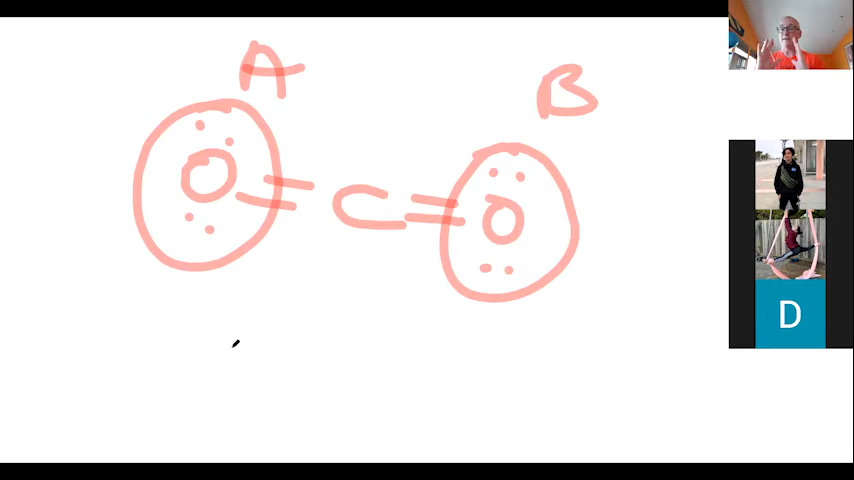 A
B
O = C = O
D